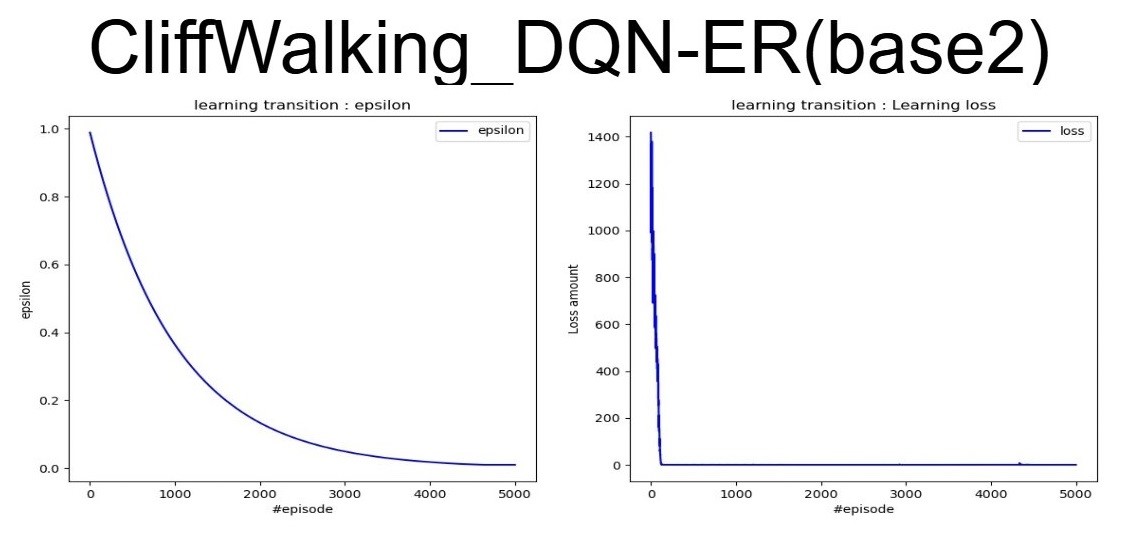 CliffWalking_DQN-ER(base2)
learning transition : epsilon
epsilon
1.0
0.8
0.6
0.4
0.2
0.0
epsilon
0
1000
2000
3000
4000
5000
#episode
learning transition : Learning loss
loss
1400
1200
1000
800
600
400
200
0
Loss amount
0
1000
2000
3000
4000
5000
#episode